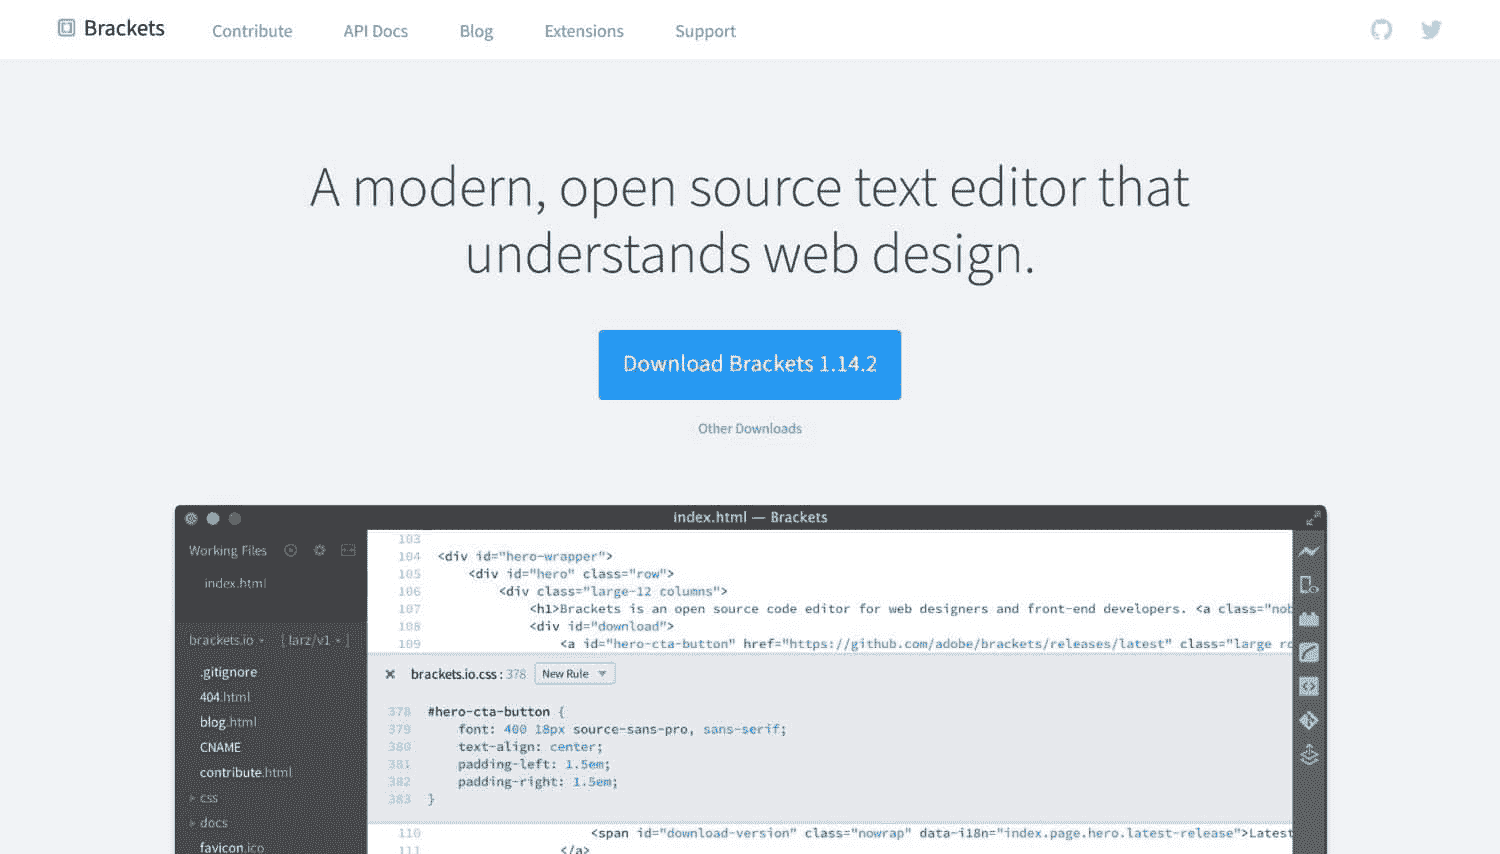 Brackets
Contribute
API Docs
Blog
Extensions
Support
A modern, open source text editor that
understands web design.
Download Brackets 1.14.2
Other Downloads
index.html — Brackets
Working Files
index.html
brackets.io
[ larz/v1 ]
.gitignore
404.html
blog.html
CNAME
contribute.html
css
docs
favicon.ico
103
104 <div id="hero-wrapper">
105 <div id="hero" class="row">
106 <div class="large-12 columns">
107 <h1>Brackets is an open source code editor for web designers and front-end developers. <a class="nob
108 <div id="download">
109 <a id="hero-cta-button" href="https://github.com/adobe/brackets/releases/latest" class="large ro
brackets.io.css : 378 New Rule
378 #hero-cta-button {
379 font: 400 18px source-sans-pro, sans-serif;
380 text-align: center;
381 padding-left: 1.5em;
382 padding-right: 1.5em;
383 }
110 <span id="download-version" class="nowrap" data-i18n="index.page.hero.latest-release">Latest
111 </a>